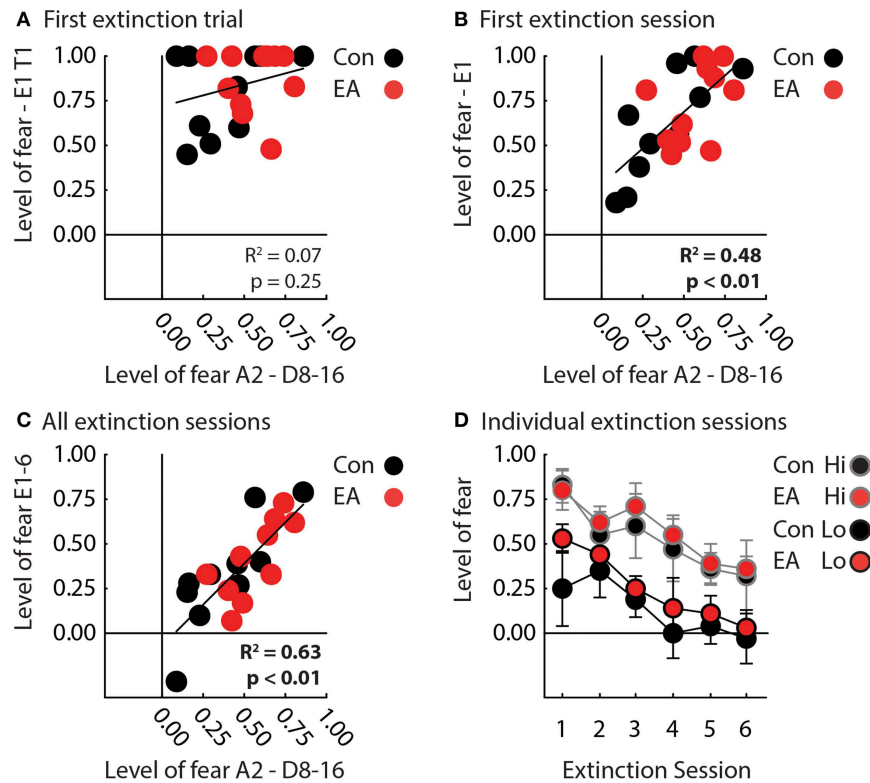 A First extinction trial
Level of fear - E1 T1
1.00
0.75
0.50
0.25
0.00
Con
EA
R² = 0.07
p = 0.25
0.00 0.25 0.50 0.75 1.00
Level of fear A2 - D8-16
B First extinction session
Level of fear - E1
1.00
0.75
0.50
0.25
0.00
Con
EA
R² = 0.48
p < 0.01
0.00 0.25 0.50 0.75 1.00
Level of fear A2 - D8-16
C All extinction sessions
Level of fear E1-6
1.00
0.75
0.50
0.25
0.00
Con
EA
R² = 0.63
p < 0.01
0.00 0.25 0.50 0.75 1.00
Level of fear A2 - D8-16
D Individual extinction sessions
Level of fear
1.00
0.75
0.50
0.25
0.00
Con Hi
EA Hi
Con Lo
EA Lo
1 2 3 4 5 6
Extinction Session